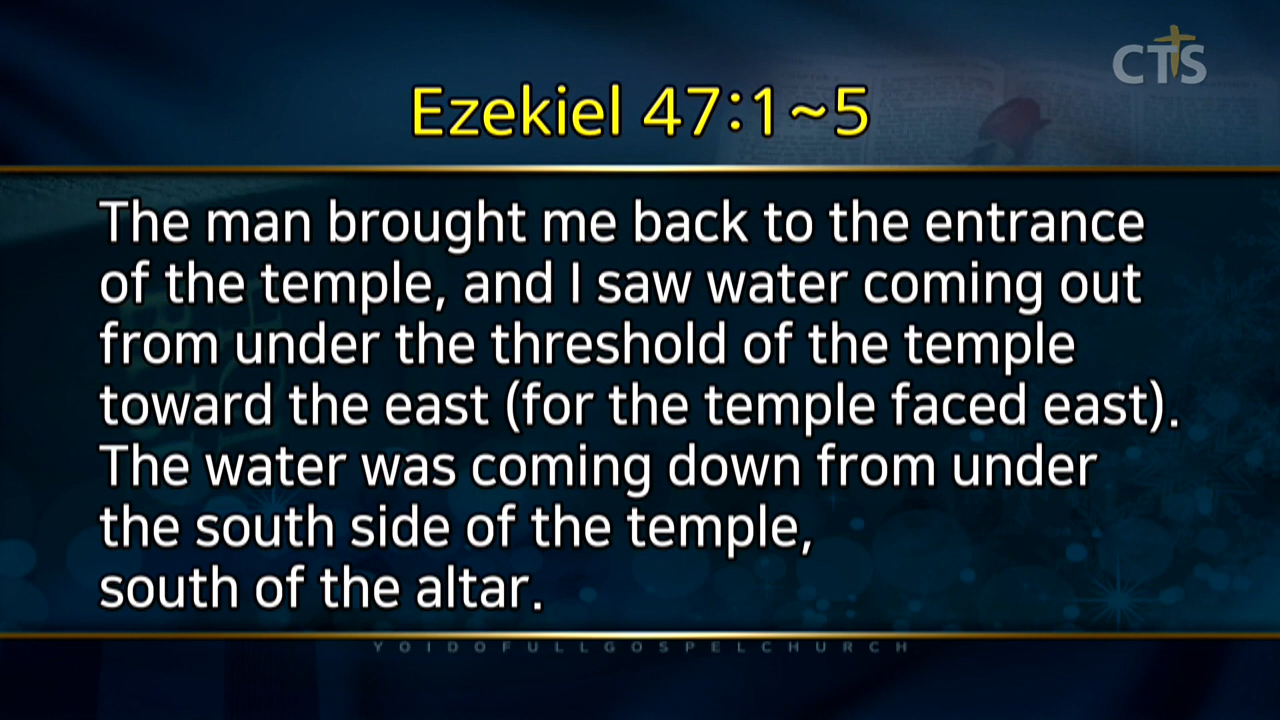 CTS
Ezekiel 47:1~5
The man brought me back to the entrance
of the temple, and I saw water coming out
from under the threshold of the temple
toward the east (for the temple faced east).
The water was coming down from under
the south side of the temple,
south of the altar.
YOIDOFULLGOSPELCHURCH